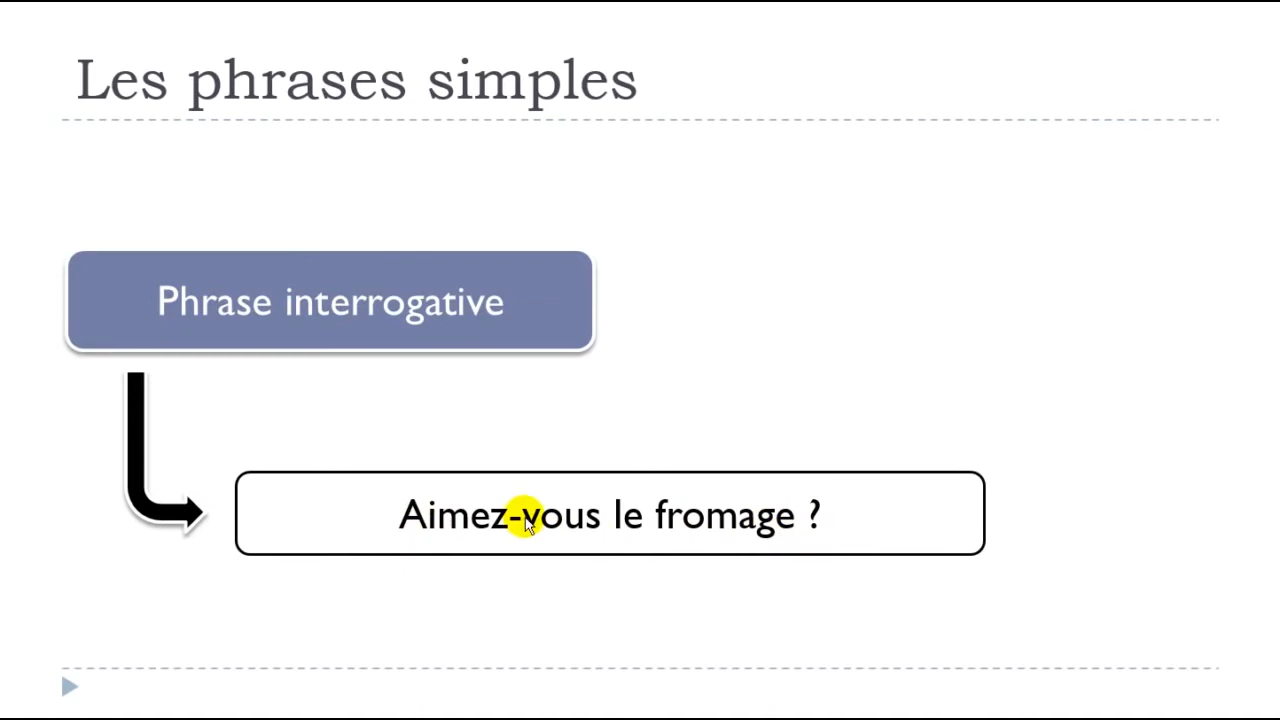 Les phrases simples
Phrase interrogative
Aimez-vous le fromage ?